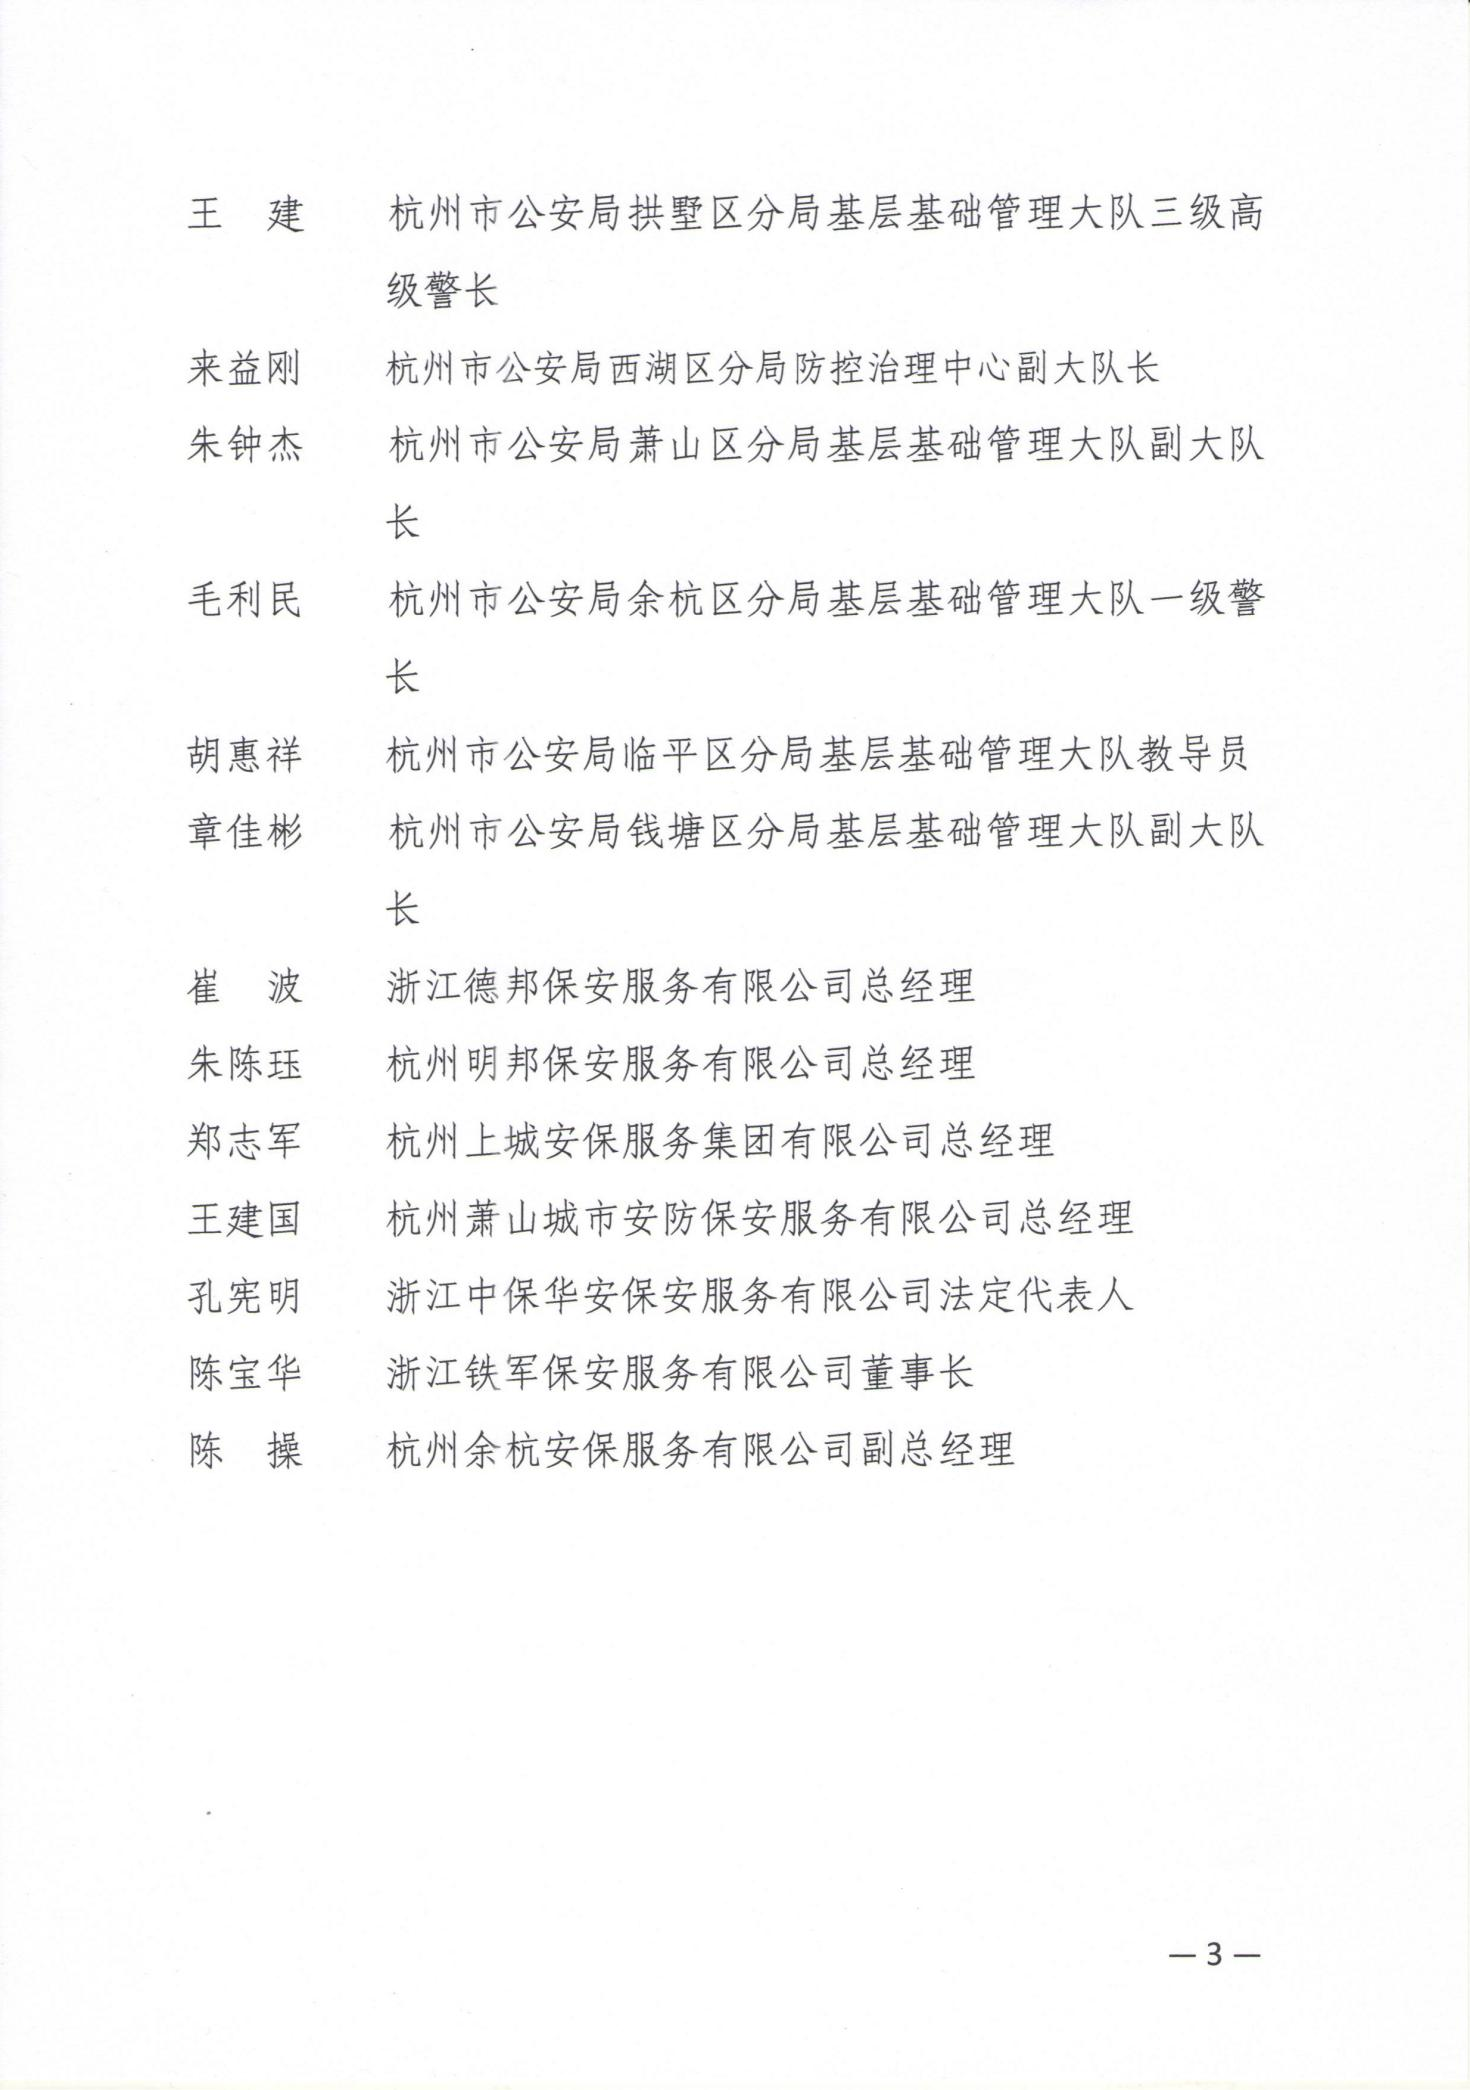 王　建　　杭州市公安局拱墅区分局基层基础管理大队三级高
级警长
来益刚　　杭州市公安局西湖区分局防控治理中心副大队长
朱钟杰　　杭州市公安局萧山区分局基层基础管理大队副大队
长
毛利民　　杭州市公安局余杭区分局基层基础管理大队一级警
长
胡惠祥　　杭州市公安局临平区分局基层基础管理大队教导员
章佳彬　　杭州市公安局钱塘区分局基层基础管理大队副大队
长
崔　波　　浙江德邦保安服务有限公司总经理
朱陈珏　　杭州明邦保安服务有限公司总经理
郑志军　　杭州上城安保服务集团有限公司总经理
王建国　　杭州萧山城市安防保安服务有限公司总经理
孔宪明　　浙江中保华安保安服务有限公司法定代表人
陈宝华　　浙江铁军保安服务有限公司董事长
陈　操　　杭州余杭安保服务有限公司副总经理
— 3 —